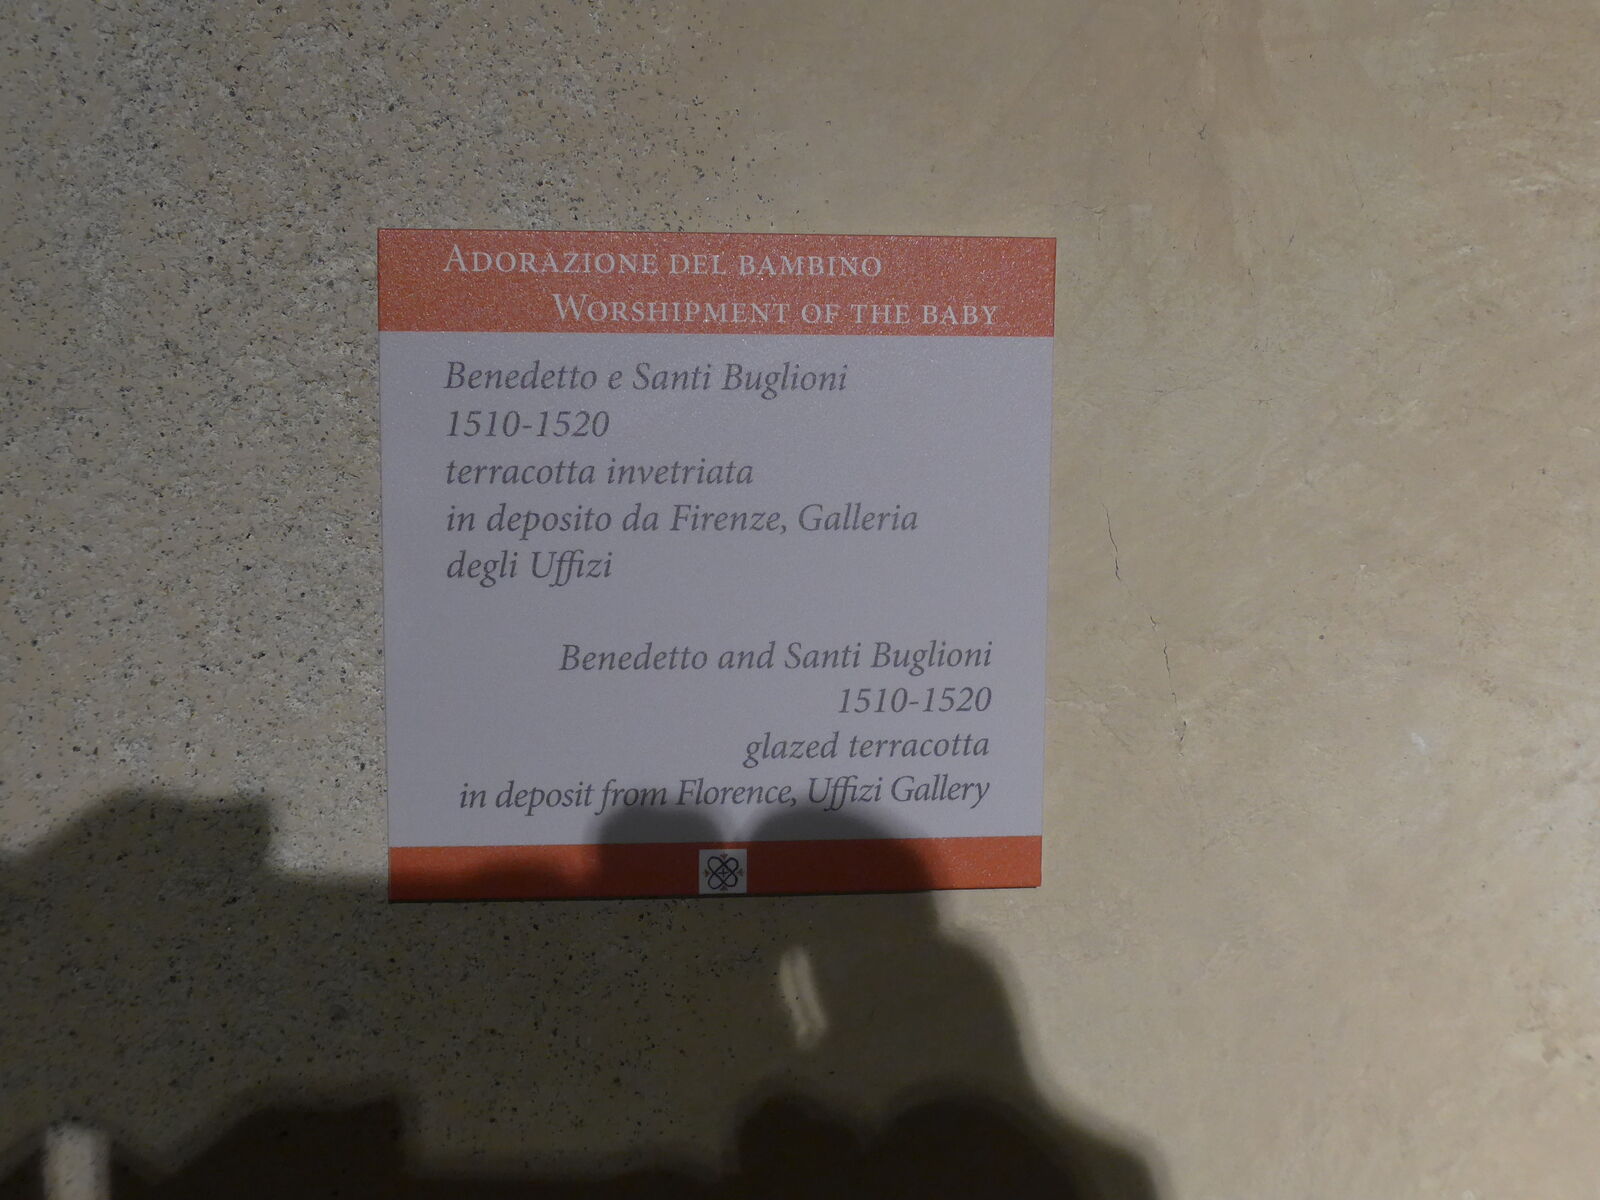 Adorazione del bambino
Worshipment of the baby
Benedetto e Santi Buglioni
1510-1520
terracotta invetriata
in deposito da Firenze, Galleria
degli Uffizi
Benedetto and Santi Buglioni
1510-1520
glazed terracotta
in deposit from Florence, Uffizi Gallery